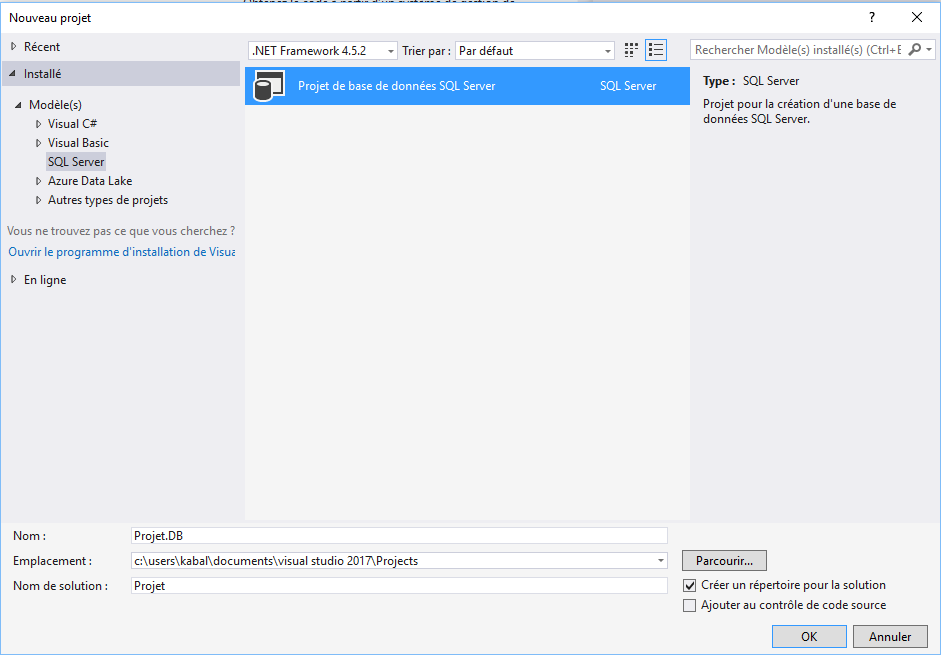 Nouveau projet
?
Récent
.NET Framework 4.5.2
Trier par :
Par défaut
Rechercher Modèle(s) installé(s) (Ctrl+E
Installé
Modèle(s)
Visual C#
Visual Basic
SQL Server
Azure Data Lake
Autres types de projets
Vous ne trouvez pas ce que vous cherchez ?
Ouvrir le programme d'installation de Visua
En ligne
Projet de base de données SQL Server
SQL Server
Type : SQL Server
Projet pour la création d'une base de
données SQL Server.
Nom :
Projet.DB
Emplacement :
c:\users\kabal\documents\visual studio 2017\Projects
Parcourir...
Nom de solution :
Projet
Créer un répertoire pour la solution
Ajouter au contrôle de code source
OK
Annuler